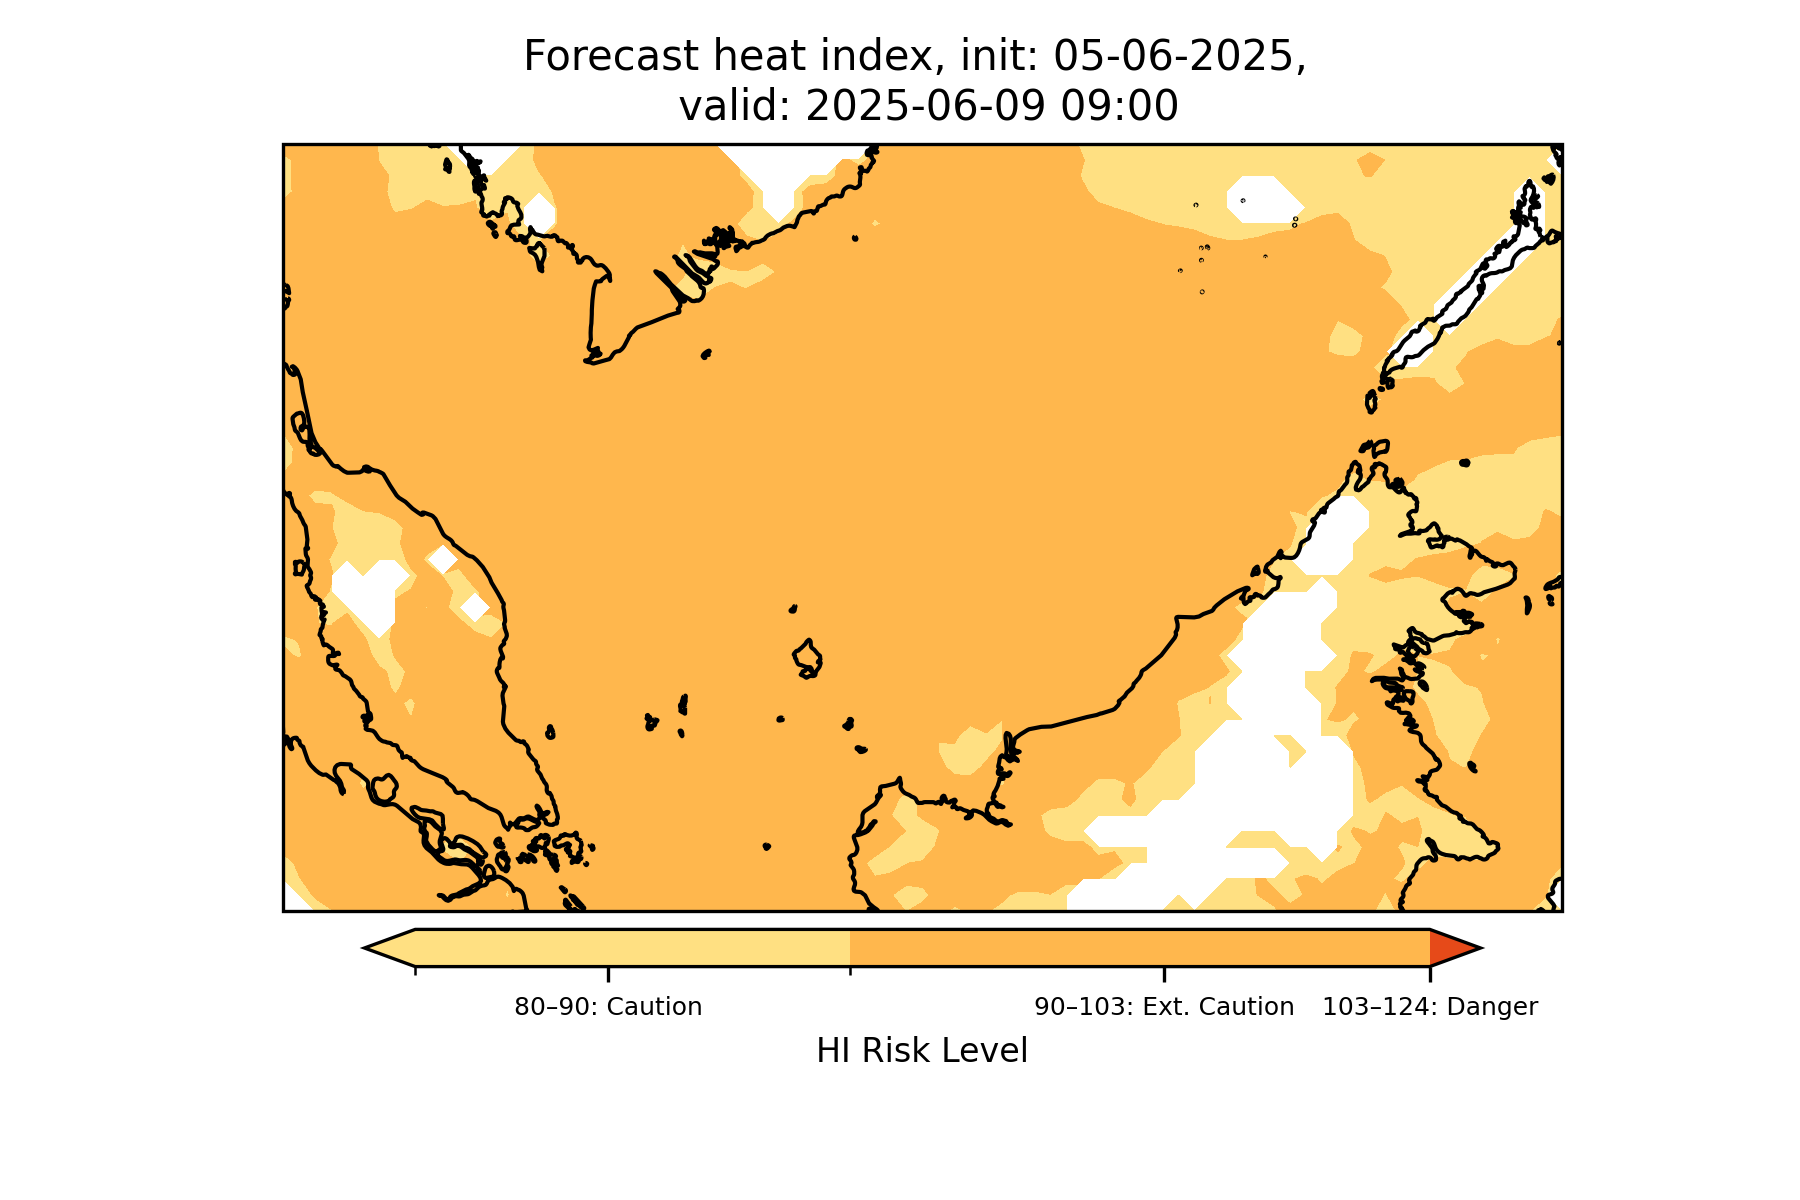 Forecast heat index, init: 05-06-2025,
valid: 2025-06-09 09:00
80–90: Caution
90–103: Ext. Caution
103–124: Danger
HI Risk Level